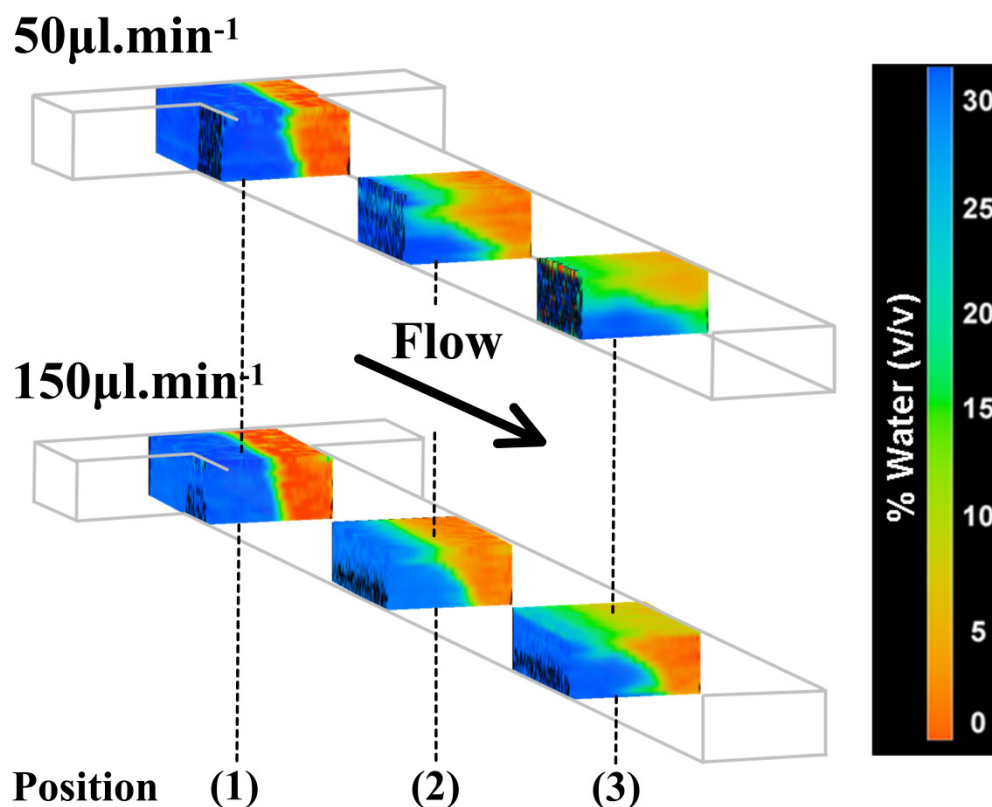 50µl.min-1
Flow
150µl.min-1
Position (1) (2) (3)
% Water (v/v)
30
25
20
15
10
5
0